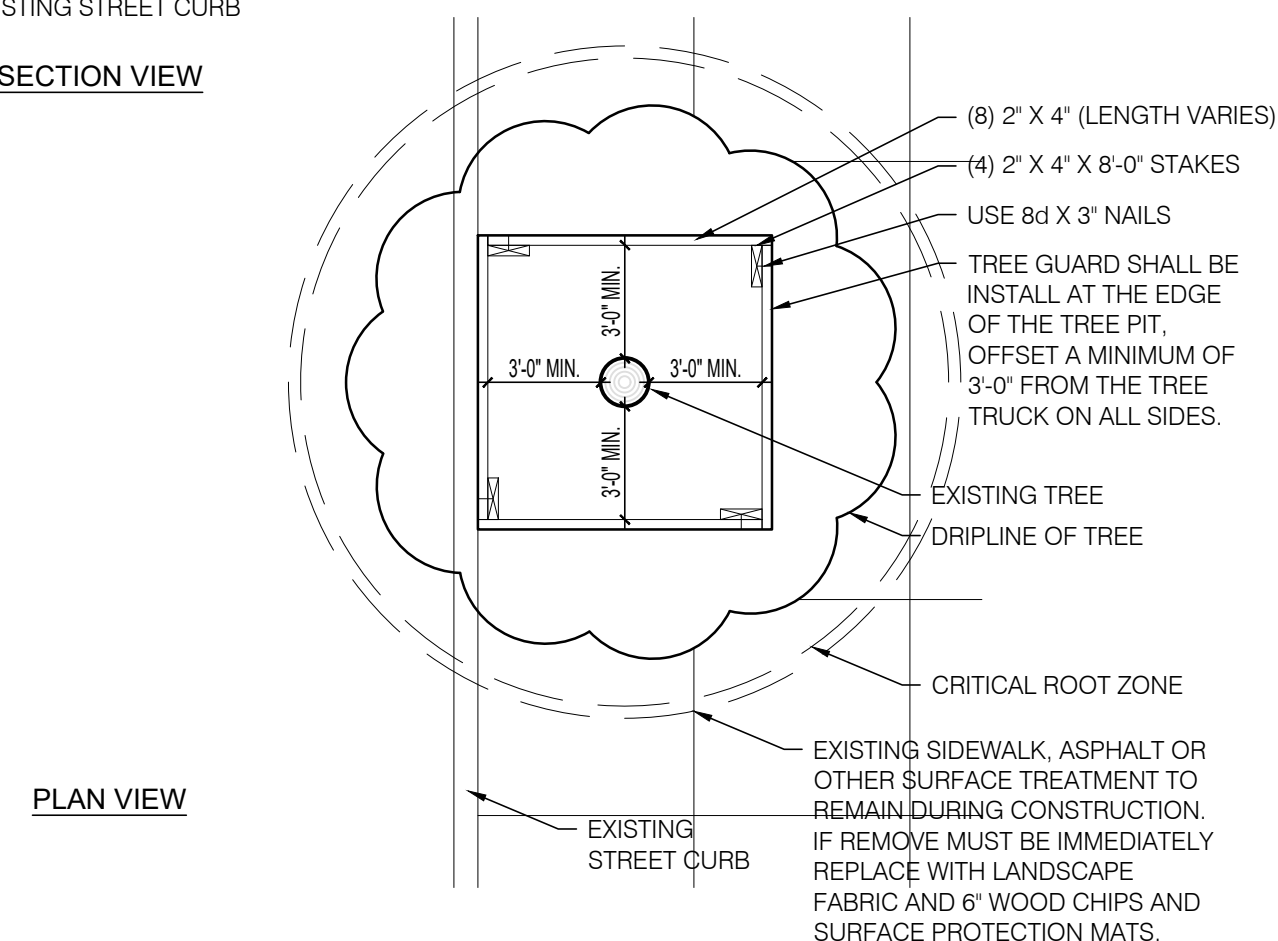 STING STREET CURB
SECTION VIEW
(8) 2" X 4" (LENGTH VARIES)
(4) 2" X 4" X 8'-0" STAKES
USE 8d X 3" NAILS
TREE GUARD SHALL BE
INSTALL AT THE EDGE
OF THE TREE PIT,
OFFSET A MINIMUM OF
3'-0" FROM THE TREE
TRUCK ON ALL SIDES.
3'-0" MIN.
3'-0" MIN.
3'-0" MIN.
3'-0" MIN.
EXISTING TREE
DRIPLINE OF TREE
CRITICAL ROOT ZONE
EXISTING SIDEWALK, ASPHALT OR
OTHER SURFACE TREATMENT TO
REMAIN DURING CONSTRUCTION.
IF REMOVE MUST BE IMMEDIATELY
REPLACE WITH LANDSCAPE
FABRIC AND 6" WOOD CHIPS AND
SURFACE PROTECTION MATS.
PLAN VIEW
EXISTING
STREET CURB